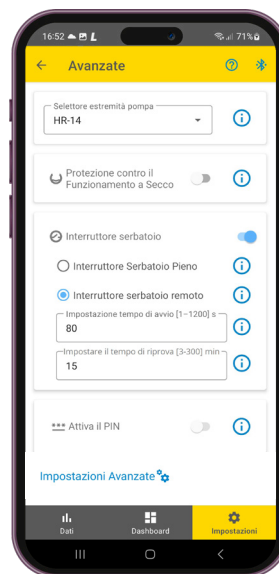 16:52
71%
Avanzate
Selettore estremità pompa
HR-14
Protezione contro il
Funzionamento a Secco
Interruttore serbatoio
Interruttore Serbatoio Pieno
Interruttore serbatoio remoto
Impostazione tempo di avvio [1-1200] s
80
Impostare il tempo di riprova [3-300] min
15
Attiva il PIN
Impostazioni Avanzate
Dati
Dashboard
Impostazioni